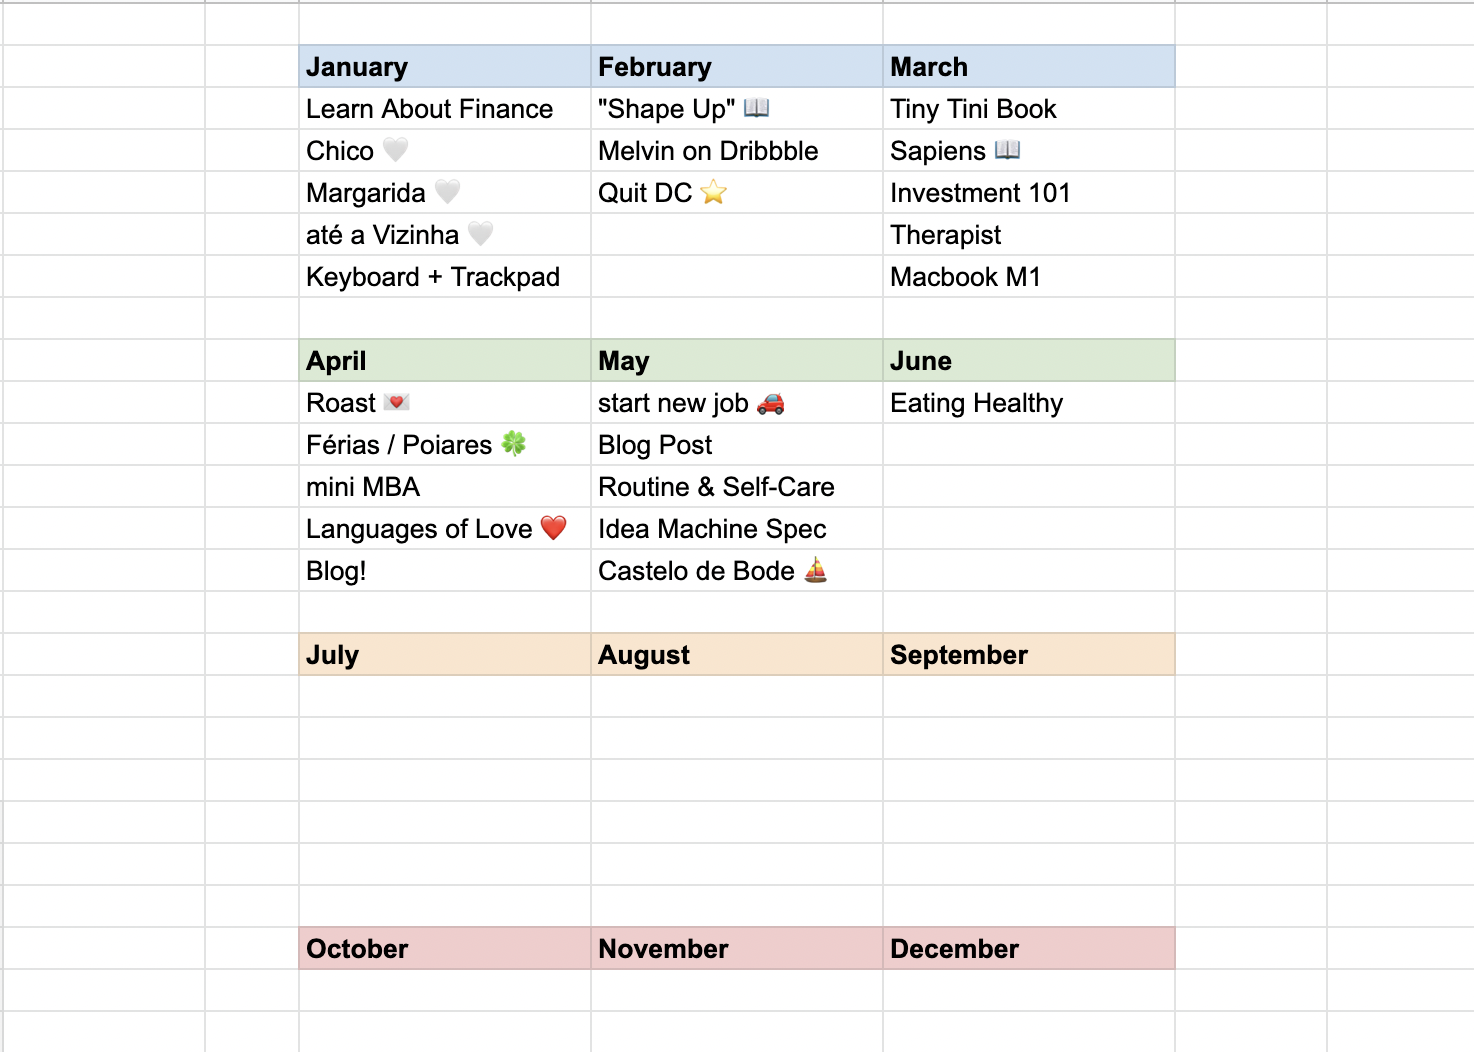 January February March
Learn About Finance "Shape Up" 📖 Tiny Tini Book
Chico 🤍 Melvin on Dribbble Sapiens 📖
Margarida 🤍 Quit DC ⭐ Investment 101
até a Vizinha 🤍 Therapist
Keyboard + Trackpad Macbook M1
April May June
Roast 💌 start new job 🚗 Eating Healthy
Férias / Poiares 🍀 Blog Post
mini MBA Routine & Self-Care
Languages of Love ❤️ Idea Machine Spec
Blog! Castelo de Bode ⛵
July August September
October November December